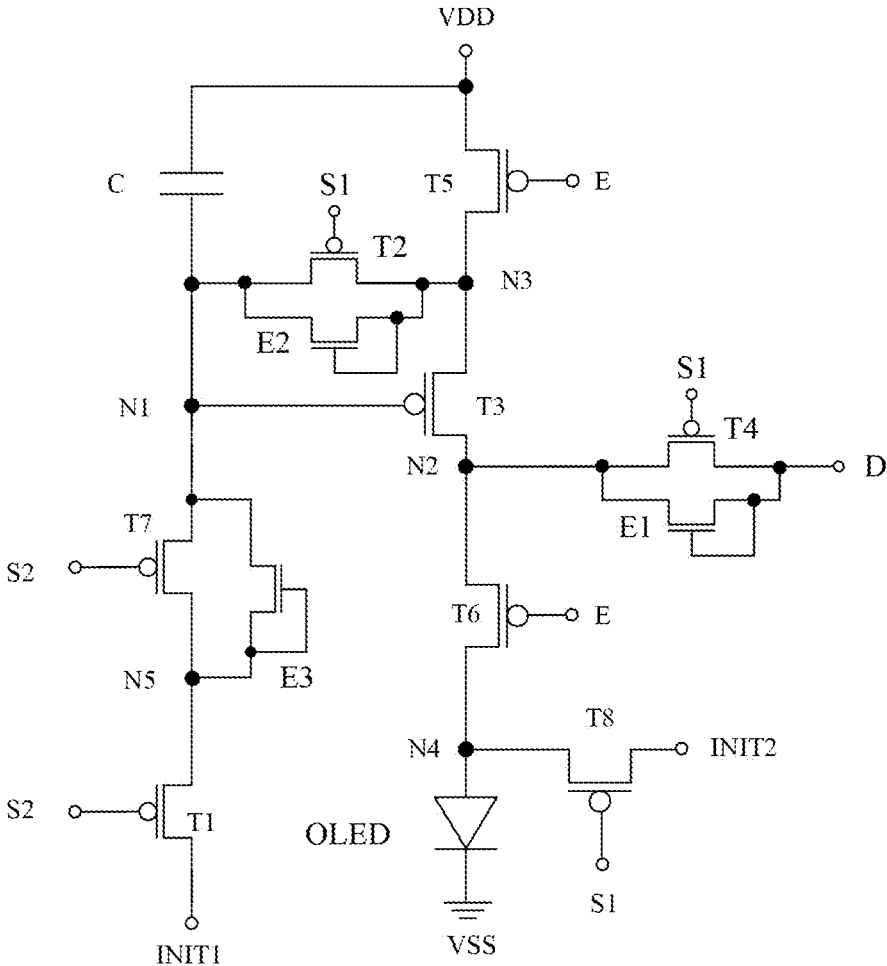 VDD
C
S1
T5
E
T2
N3
E2
S1
N1
T3
T4
N2
D
T7
E1
S2
T6
E
N5
E3
T8
N4
INIT2
S2
T1
OLED
S1
INIT1
VSS